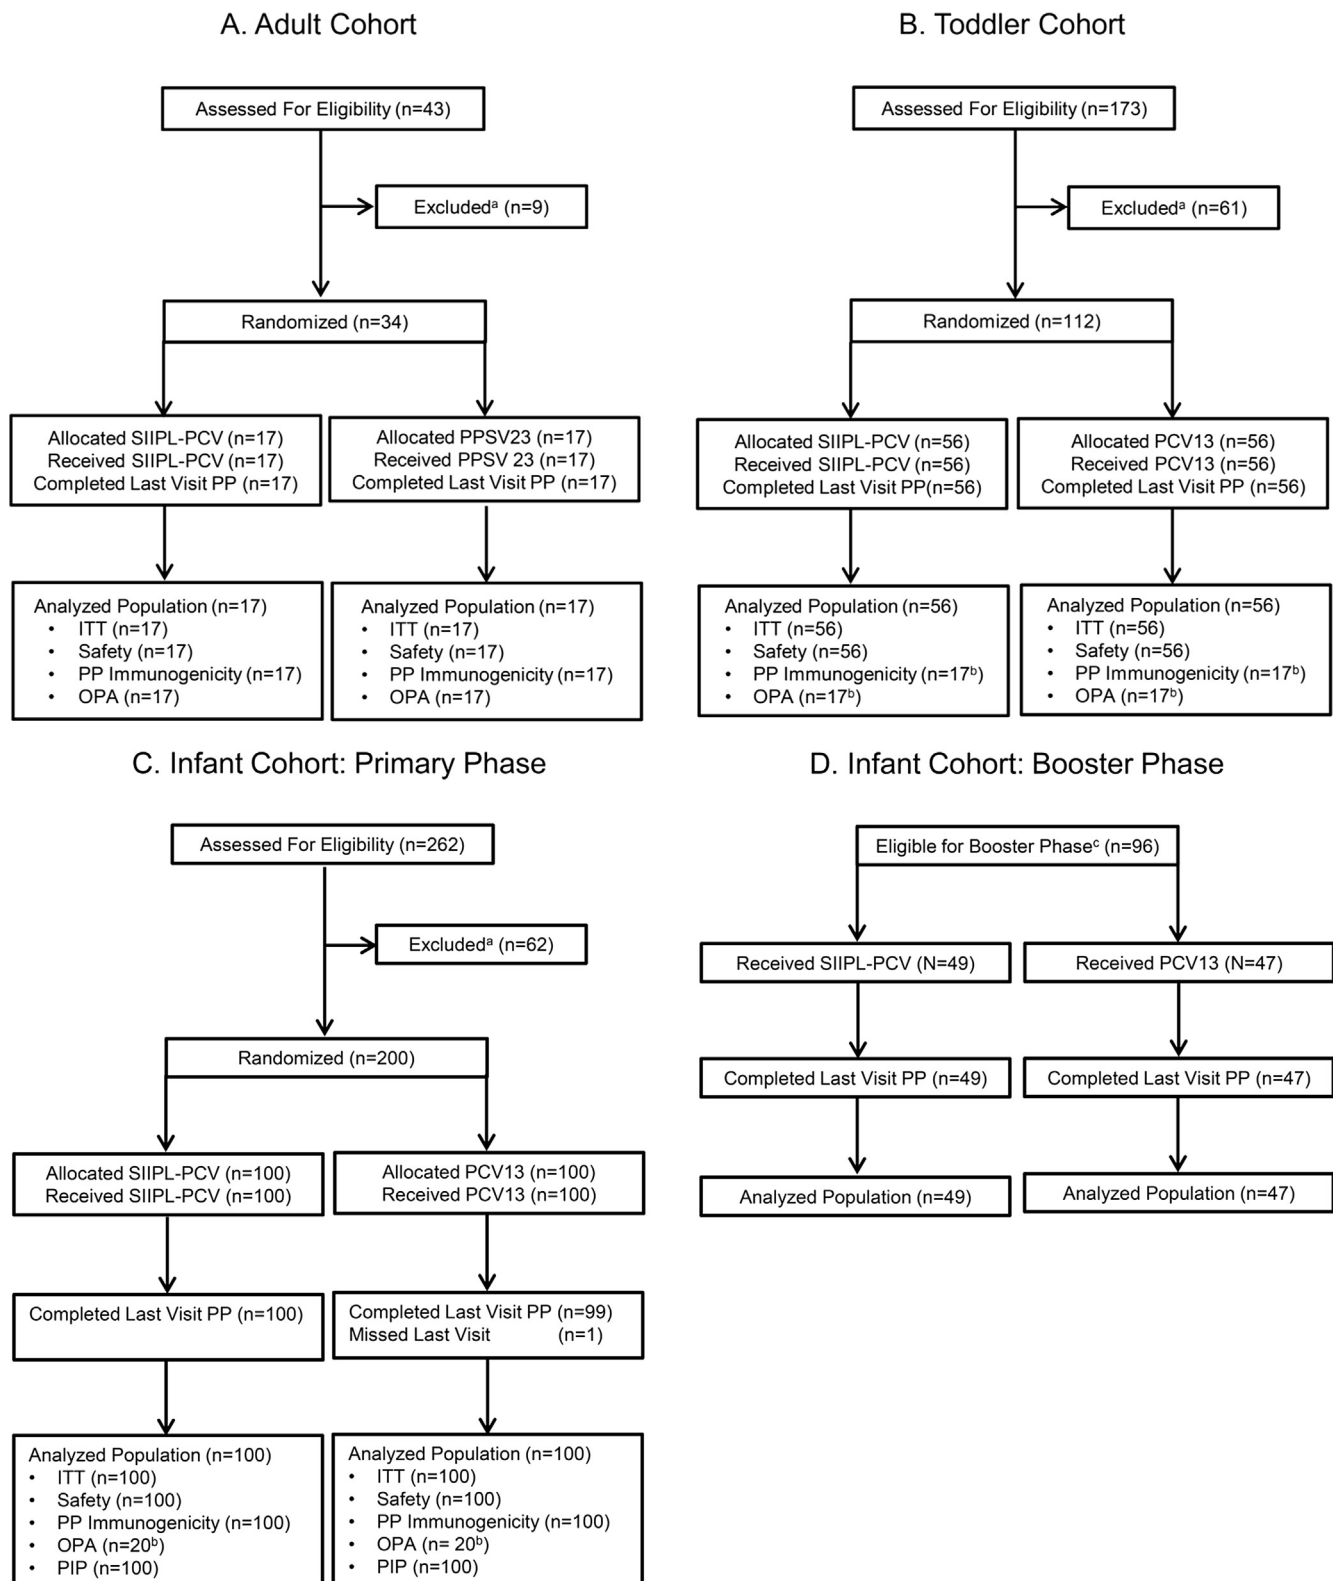 A. Adult Cohort
Assessed For Eligibility (n=43)
Excludedᵃ (n=9)
Randomized (n=34)
Allocated SIIPL-PCV (n=17)
Received SIIPL-PCV (n=17)
Completed Last Visit PP (n=17)
Allocated PPSV23 (n=17)
Received PPSV 23 (n=17)
Completed Last Visit PP (n=17)
Analyzed Population (n=17)
• ITT (n=17)
• Safety (n=17)
• PP Immunogenicity (n=17)
• OPA (n=17)
Analyzed Population (n=17)
• ITT (n=17)
• Safety (n=17)
• PP Immunogenicity (n=17)
• OPA (n=17)
B. Toddler Cohort
Assessed For Eligibility (n=173)
Excludedᵃ (n=61)
Randomized (n=112)
Allocated SIIPL-PCV (n=56)
Received SIIPL-PCV (n=56)
Completed Last Visit PP(n=56)
Allocated PCV13 (n=56)
Received PCV13 (n=56)
Completed Last Visit PP (n=56)
Analyzed Population (n=56)
• ITT (n=56)
• Safety (n=56)
• PP Immunogenicity (n=17ᵇ)
• OPA (n=17ᵇ)
Analyzed Population (n=56)
• ITT (n=56)
• Safety (n=56)
• PP Immunogenicity (n=17ᵇ)
• OPA (n=17ᵇ)
C. Infant Cohort: Primary Phase
Assessed For Eligibility (n=262)
Excludedᵃ (n=62)
Randomized (n=200)
Allocated SIIPL-PCV (n=100)
Received SIIPL-PCV (n=100)
Allocated PCV13 (n=100)
Received PCV13 (n=100)
Completed Last Visit PP (n=100)
Completed Last Visit PP (n=99)
Missed Last Visit (n=1)
Analyzed Population (n=100)
• ITT (n=100)
• Safety (n=100)
• PP Immunogenicity (n=100)
• OPA (n=20ᵇ)
• PIP (n=100)
Analyzed Population (n=100)
• ITT (n=100)
• Safety (n=100)
• PP Immunogenicity (n=100)
• OPA (n= 20ᵇ)
• PIP (n=100)
D. Infant Cohort: Booster Phase
Eligible for Booster Phaseᶜ (n=96)
Received SIIPL-PCV (N=49)
Received PCV13 (N=47)
Completed Last Visit PP (n=49)
Completed Last Visit PP (n=47)
Analyzed Population (n=49)
Analyzed Population (n=47)